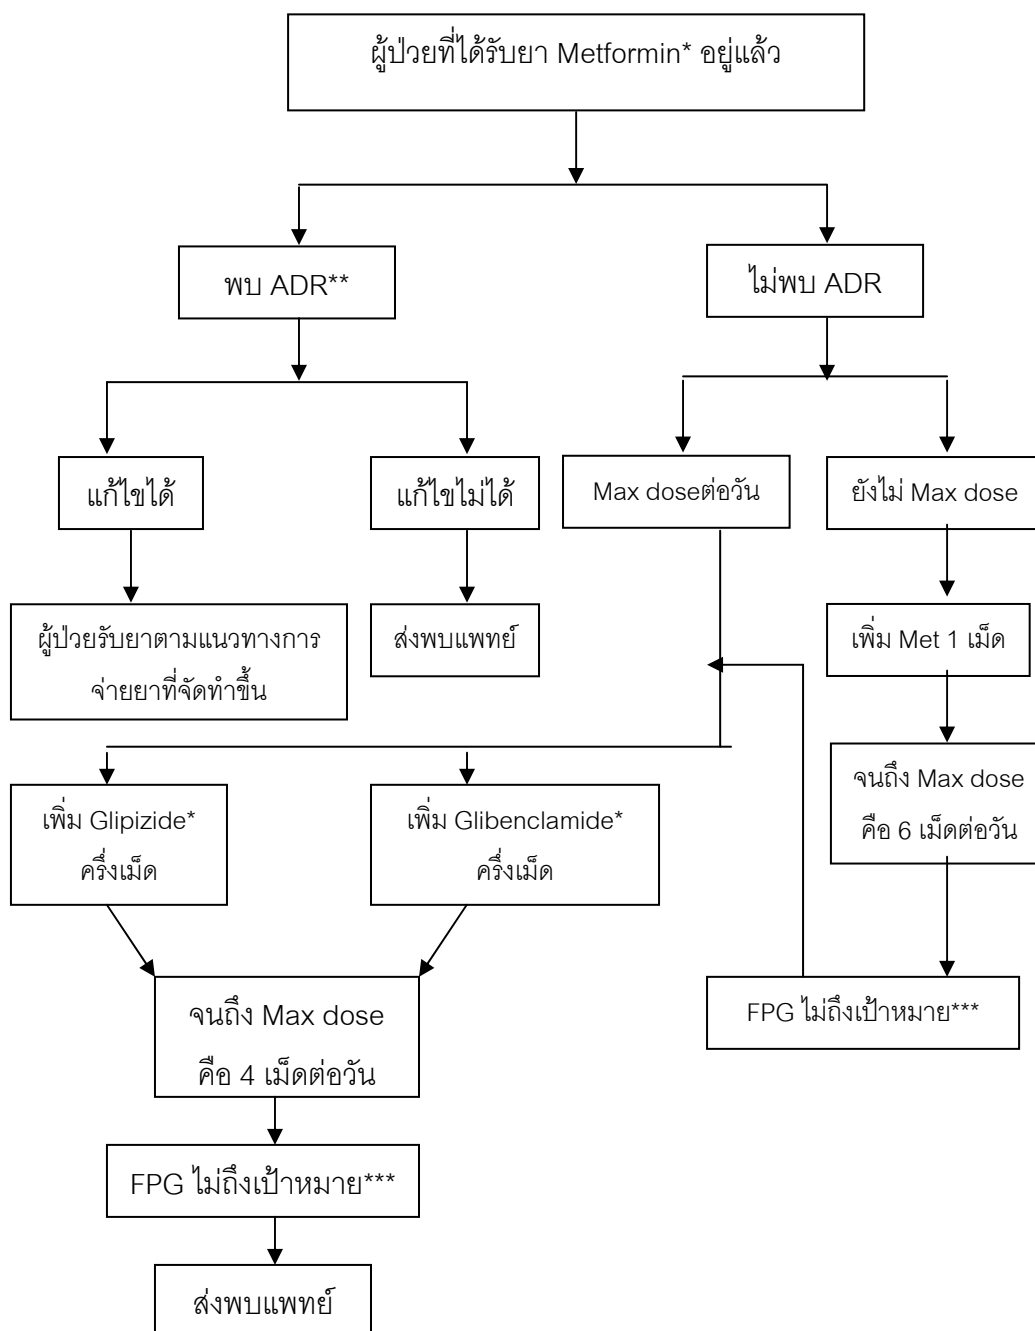 ผู้ป่วยที่ได้รับยา Metformin* อยู่แล้ว
พบ ADR**
ไม่พบ ADR
แก้ไขได้
แก้ไขไม่ได้
Max doseต่อวัน
ยังไม่ Max dose
ผู้ป่วยรับยาตามแนวทางการ
จ่ายยาที่จัดทำขึ้น
ส่งพบแพทย์
เพิ่ม Met 1 เม็ด
จนถึง Max dose
คือ 6 เม็ดต่อวัน
เพิ่ม Glipizide*
ครึ่งเม็ด
เพิ่ม Glibenclamide*
ครึ่งเม็ด
FPG ไม่ถึงเป้าหมาย***
จนถึง Max dose
คือ 4 เม็ดต่อวัน
FPG ไม่ถึงเป้าหมาย***
ส่งพบแพทย์